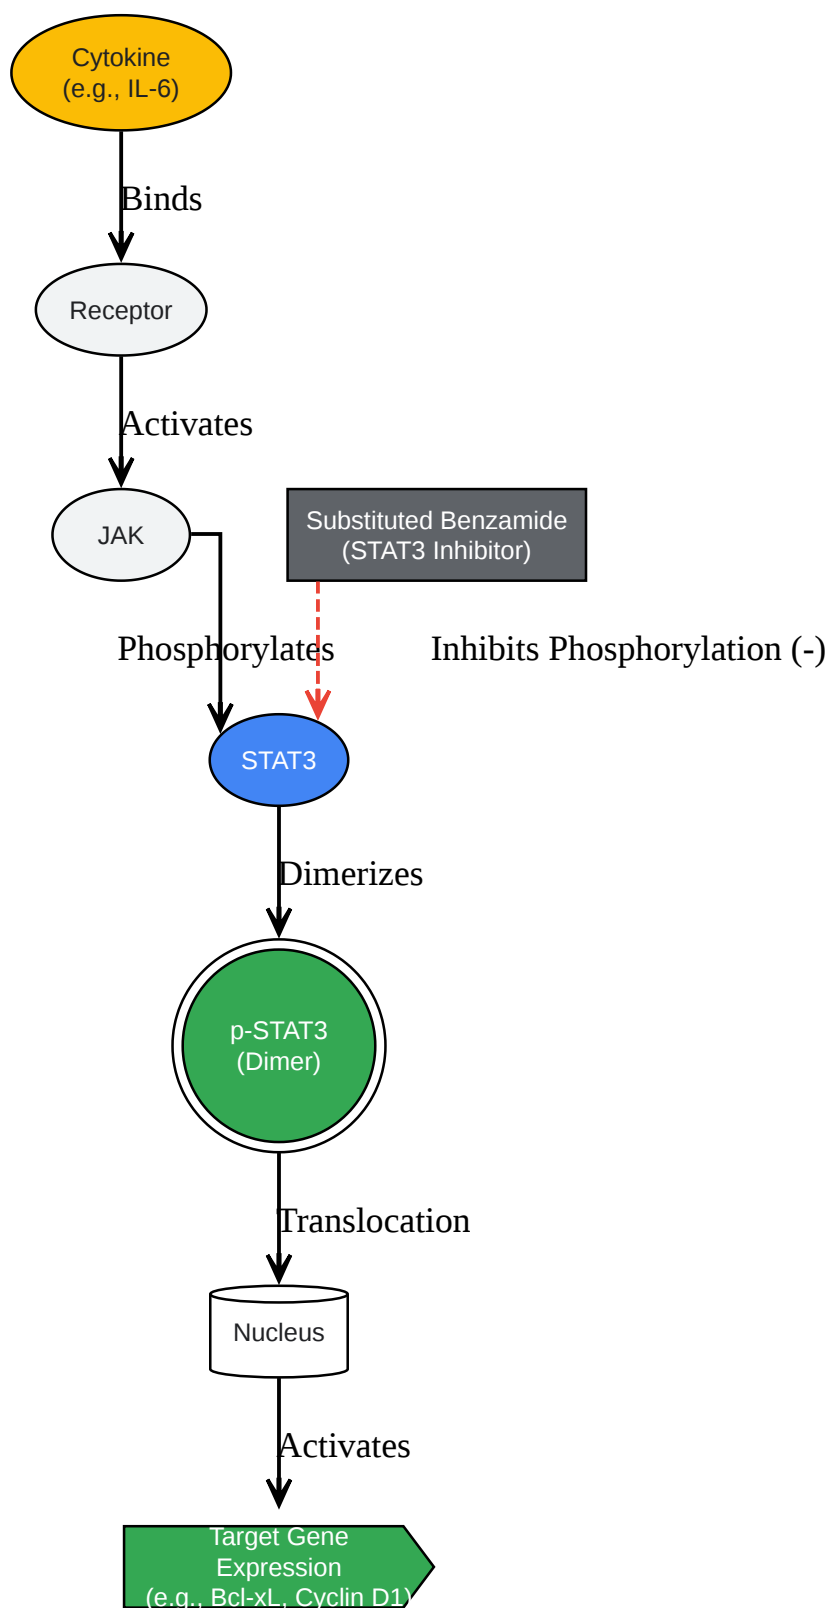 Cytokine
(e.g., IL-6)
Binds
Receptor
Activates
JAK
Substituted Benzamide
(STAT3 Inhibitor)
Phosphorylates
Inhibits Phosphorylation (-)
STAT3
Dimerizes
p-STAT3
(Dimer)
Translocation
Nucleus
Activates
Target Gene
Expression
(e.g., Bcl-xL, Cyclin D1)